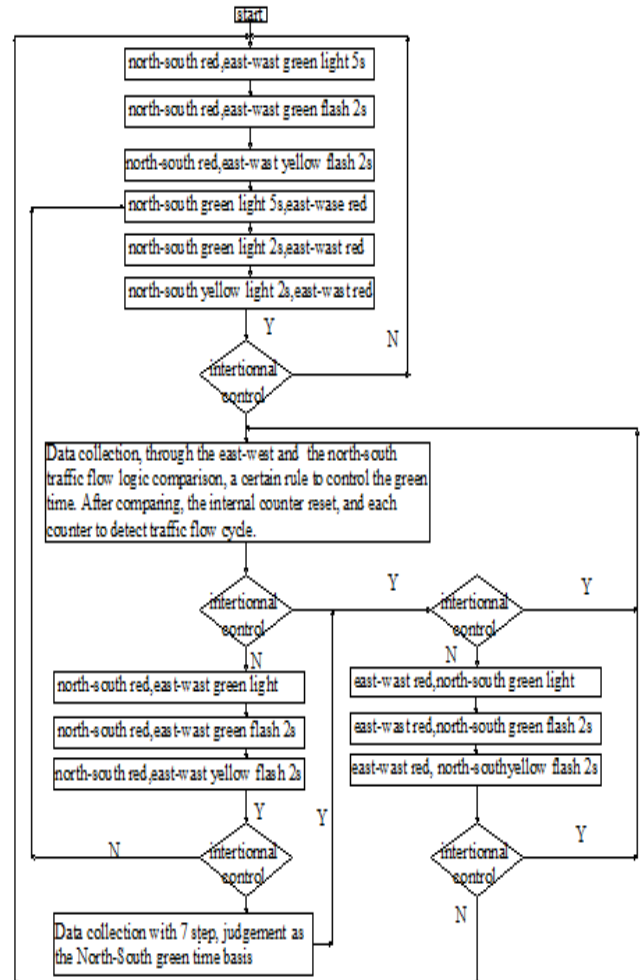 start
north-south red,east-wast green light 5s
north-south red,east-wast green flash 2s
north-south red,east-wast yellow flash 2s
north-south green light 5s,east-wase red
north-south green light 2s,east-wast red
north-south yellow light 2s,east-wast red
Y
N
intertionnal
control
Data collection, through the east-west and the north-south
traffic flow logic comparison, a certain rule to control the green
time. After comparing, the internal counter reset, and each
counter to detect traffic flow cycle.
Y
Y
intertionnal
control
intertionnal
control
N
N
north-south red,east-wast green light
north-south red,east-wast green flash 2s
north-south red,east-wast yellow flash 2s
east-wast red,north-south green light
east-wast red,north-south green flash 2s
east-wast red, north-southyellow flash 2s
Y
Y
Y
N
intertionnal
control
intertionnal
control
N
Data collection with 7 step, judgement as
the North-South green time basis